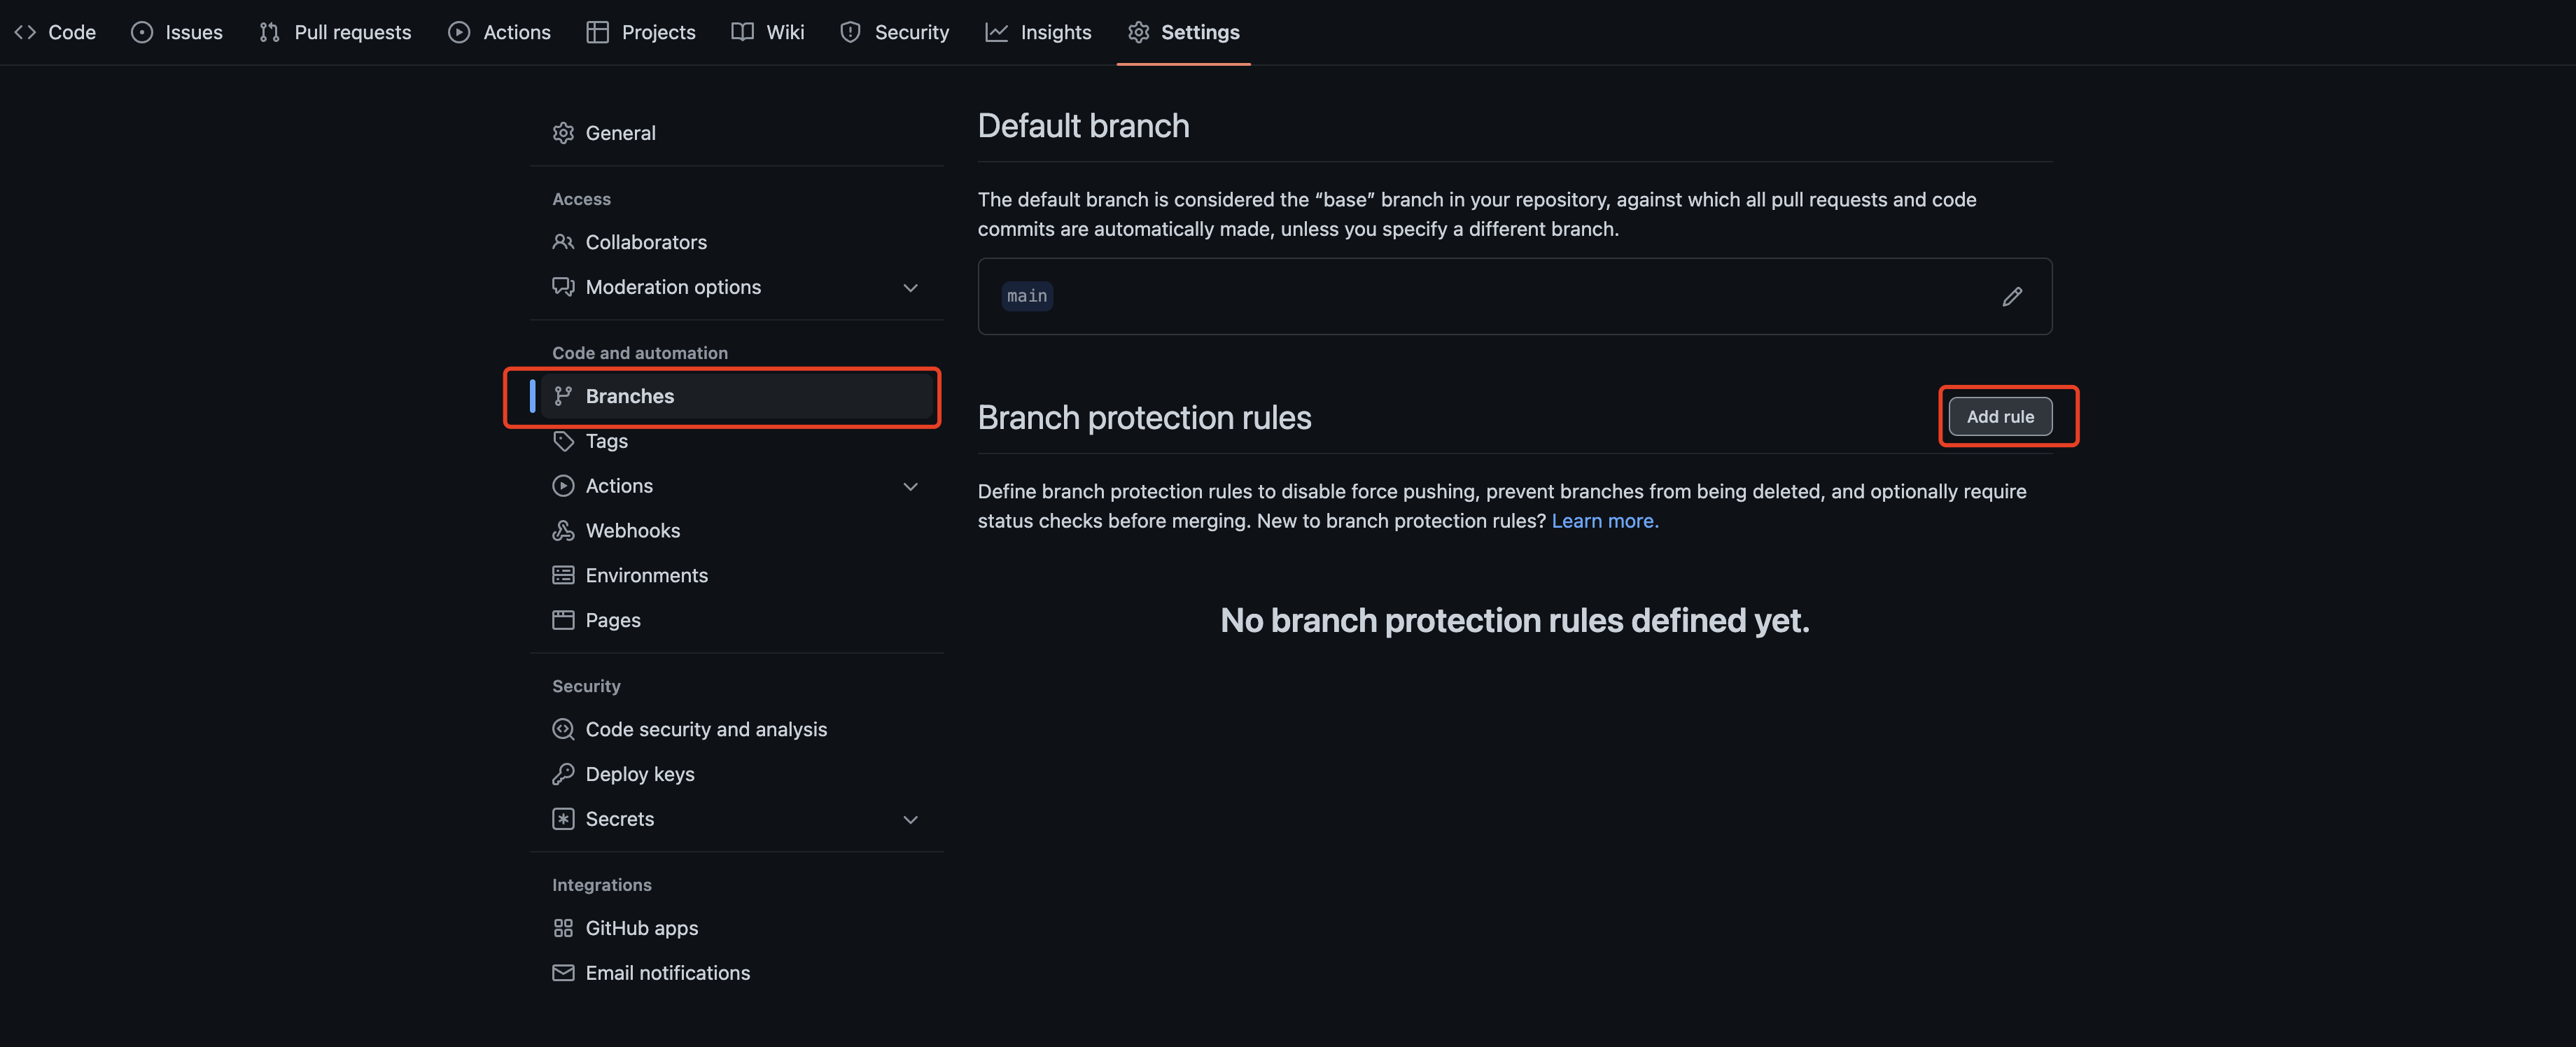 Code
Issues
Pull requests
Actions
Projects
Wiki
Security
Insights
Settings
General
Access
Collaborators
Moderation options
Code and automation
Branches
Tags
Actions
Webhooks
Environments
Pages
Security
Code security and analysis
Deploy keys
Secrets
Integrations
GitHub apps
Email notifications
Default branch
The default branch is considered the “base” branch in your repository, against which all pull requests and code
commits are automatically made, unless you specify a different branch.
main
Branch protection rules
Add rule
Define branch protection rules to disable force pushing, prevent branches from being deleted, and optionally require
status checks before merging. New to branch protection rules? Learn more.
No branch protection rules defined yet.